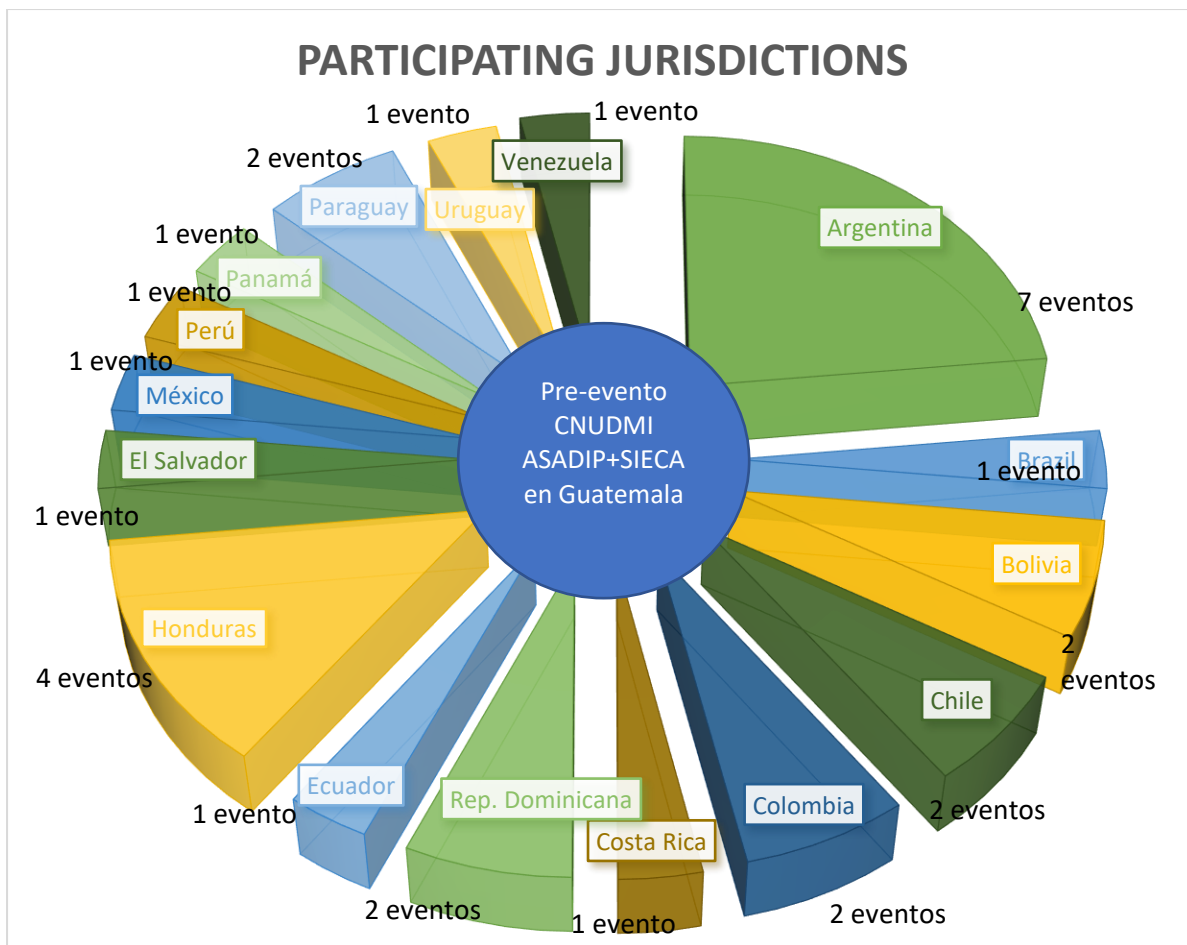 PARTICIPATING JURISDICTIONS
1 evento
Venezuela
Argentina
7 eventos
Brazil
1 evento
Bolivia
2
eventos
Chile
2 eventos
Colombia
2 eventos
Costa Rica
1 evento
Rep. Dominicana
2 eventos
Ecuador
1 evento
Honduras
4 eventos
El Salvador
1 evento
México
1 evento
Perú
1 evento
Panamá
1 evento
Paraguay
2 eventos
Uruguay
1 evento
Pre-evento
CNUDMI
ASADIP+SIECA
en Guatemala